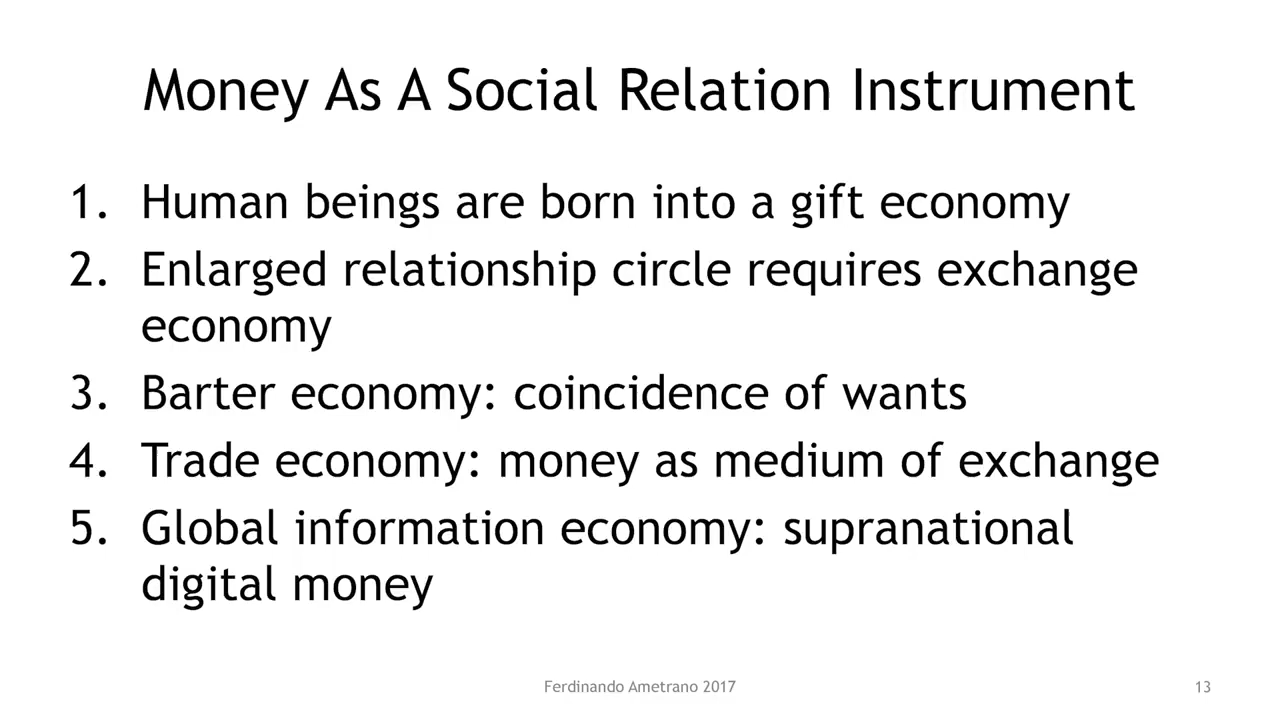 Money As A Social Relation Instrument
1. Human beings are born into a gift economy
2. Enlarged relationship circle requires exchange
economy
3. Barter economy: coincidence of wants
4. Trade economy: money as medium of exchange
5. Global information economy: supranational
digital money
Ferdinando Ametrano 2017
13